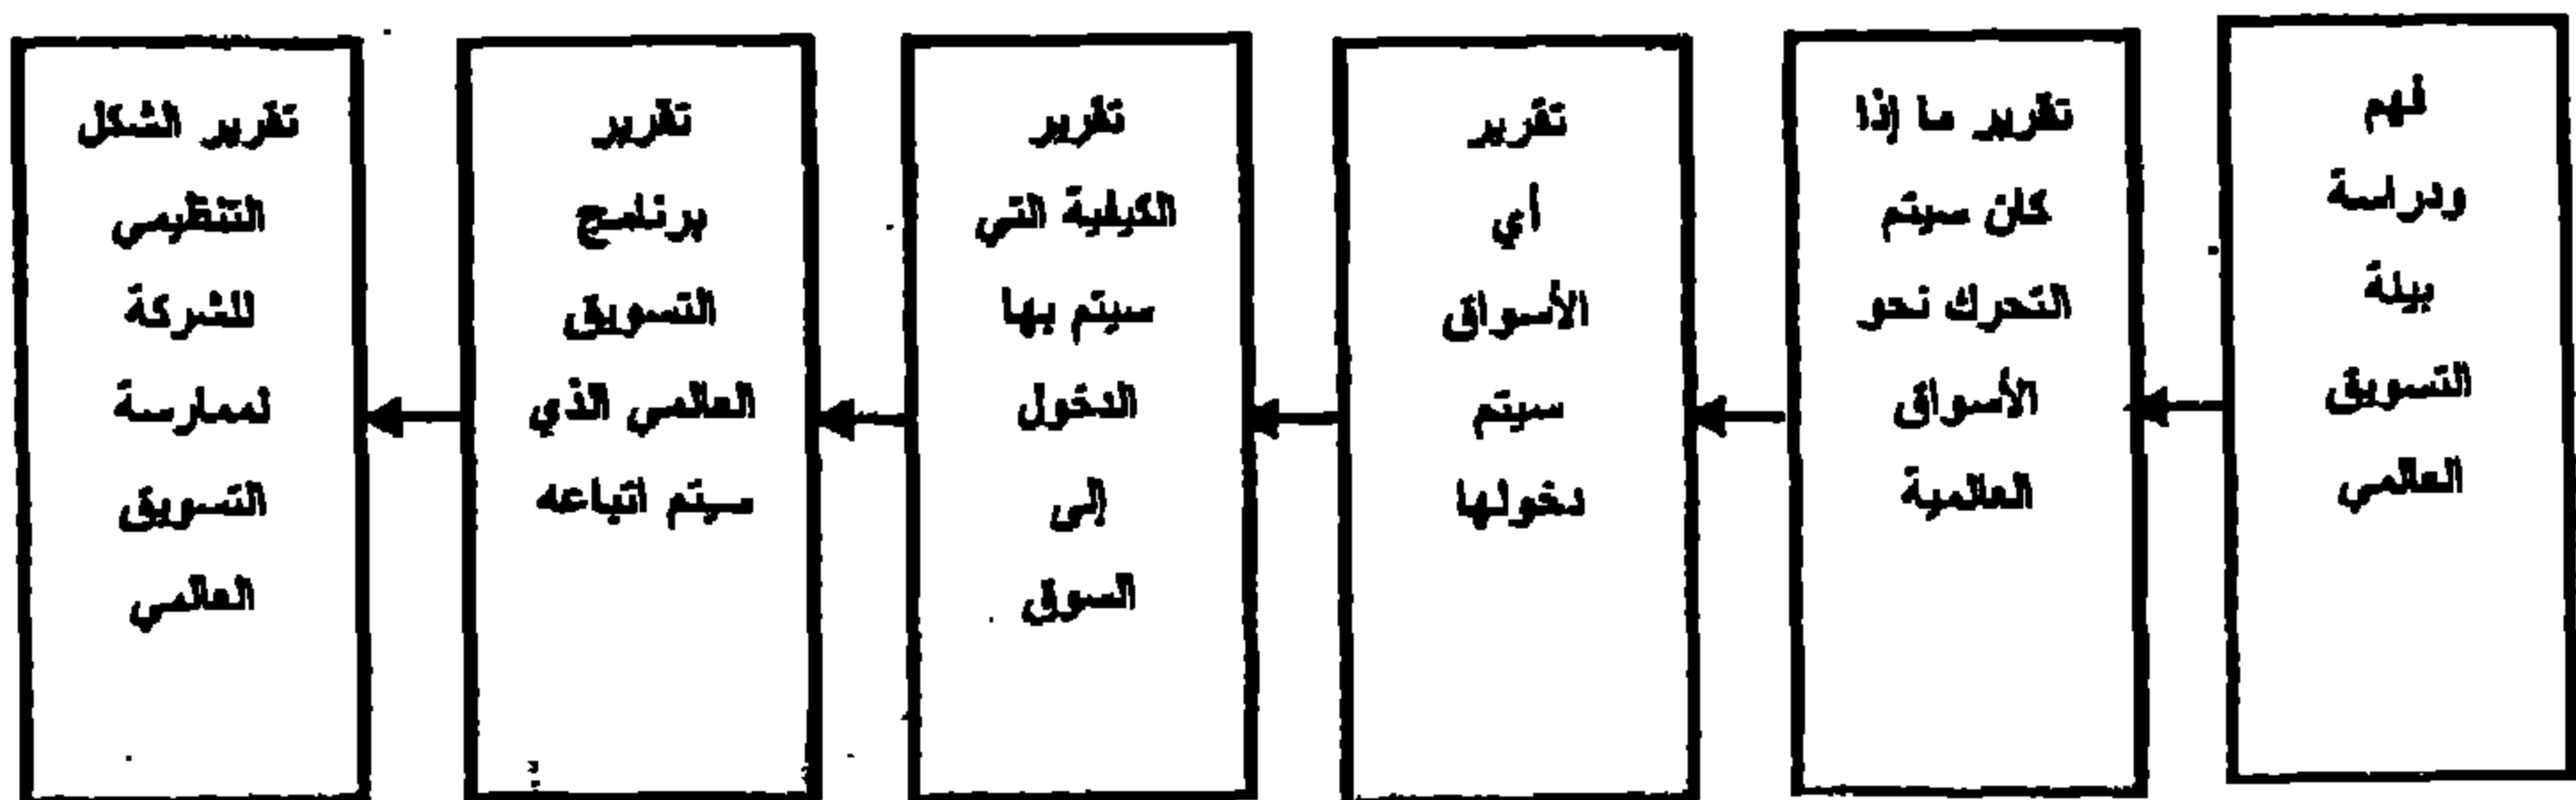 فهم
ودراسة
بيئة
التسويق
العالمي
تقرير ما إذا
كان سيتم
التحرك نحو
الأسواق
العالمية
تقرير
أي
الأسواق
سيتم
دخولها
تقرير
الكيفية التي
سيتم بها
الدخول
إلى
السوق
تقرير
برنامج
التسويق
العالمي الذي
سيتم اتباعه
تقرير الشكل
التنظيمي
للشركة
لممارسة
التسويق
العالمي